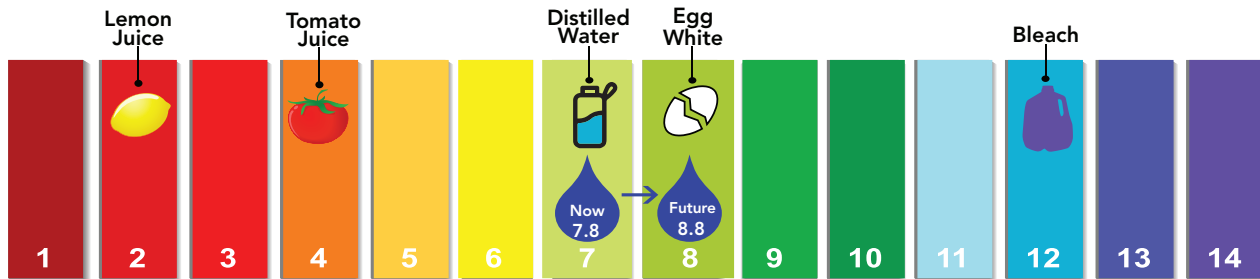 Lemon
Juice
Tomato
Juice
Distilled
Water
Egg
White
Bleach
Now
7.8
Future
8.8
1 2 3 4 5 6 7 8 9 10 11 12 13 14